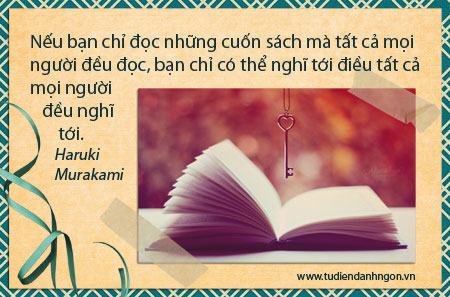 Nếu bạn chỉ đọc những cuốn sách mà tất cả mọi
người đều đọc, bạn chỉ có thể nghĩ tới điều tất cả
mọi người
đều nghĩ
tới.
Haruki
Murakami
www.tudiendanhngon.vn